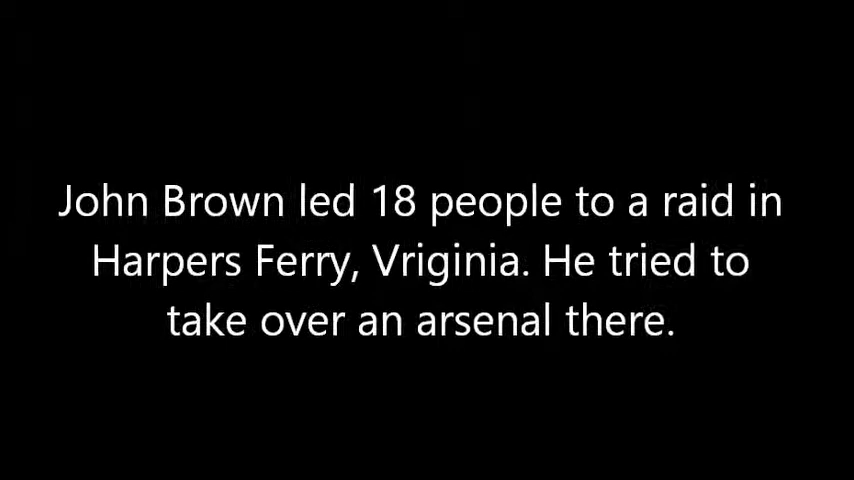 John Brown led 18 people to a raid in
Harpers Ferry, Vriginia. He tried to
take over an arsenal there.